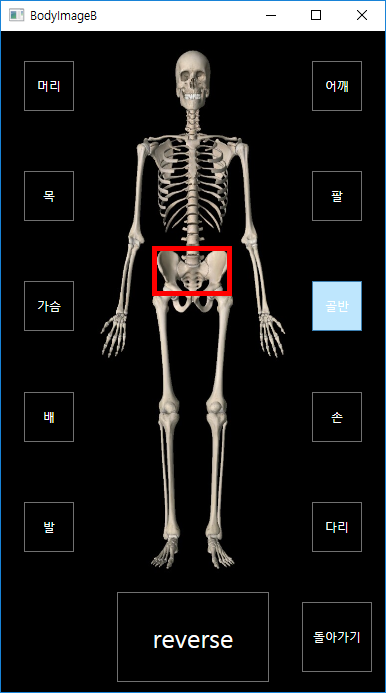 BodyImageB
머리
어깨
목
팔
가슴
골반
배
손
발
다리
reverse
돌아가기